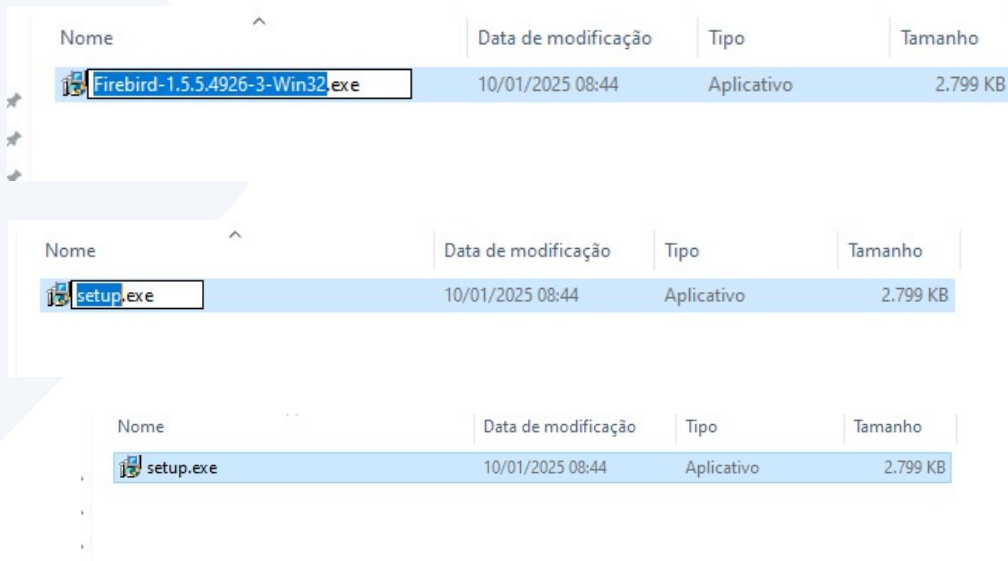 Nome Data de modificação Tipo Tamanho
Firebird-1.5.5.4926-3-Win32.exe 10/01/2025 08:44 Aplicativo 2.799 KB
Nome Data de modificação Tipo Tamanho
setup.exe 10/01/2025 08:44 Aplicativo 2.799 KB
Nome Data de modificação Tipo Tamanho
setup.exe 10/01/2025 08:44 Aplicativo 2.799 KB